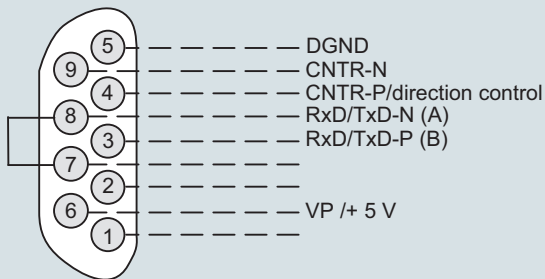 5 DGND
9 CNTR-N
4 CNTR-P/direction control
8 RxD/TxD-N (A)
3 RxD/TxD-P (B)
7
2
6 VP /+ 5 V
1